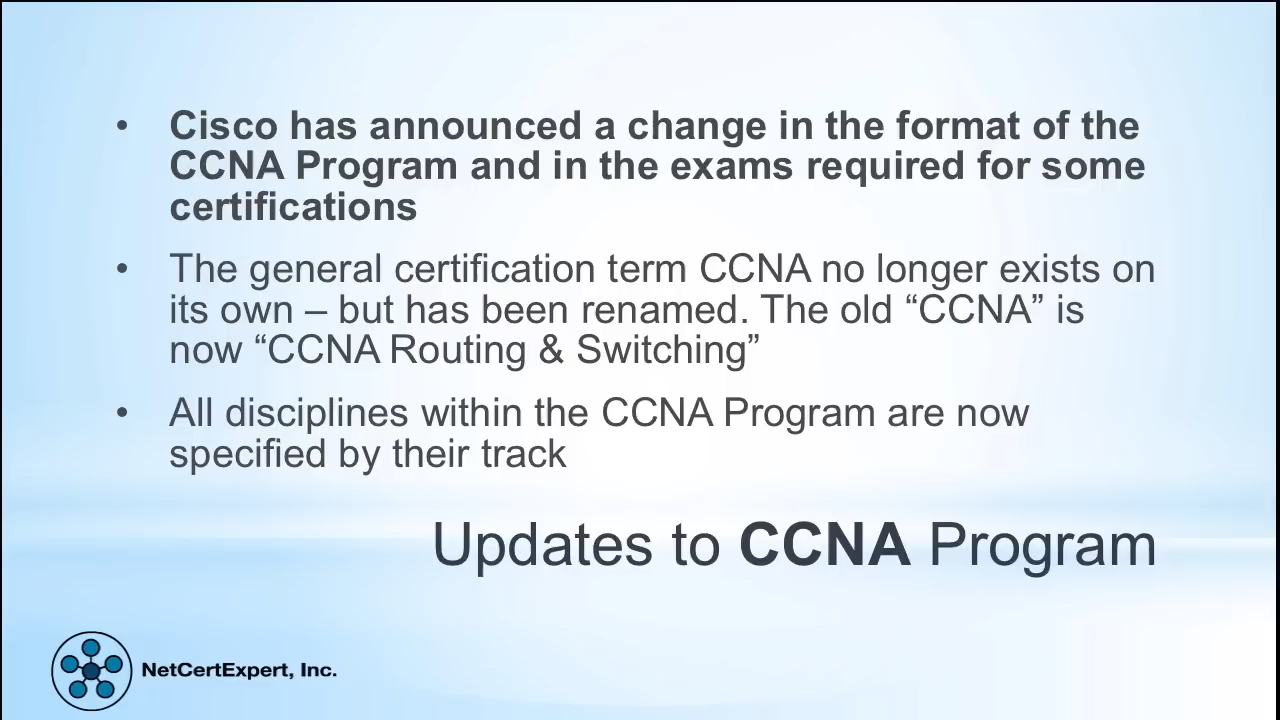 • Cisco has announced a change in the format of the
CCNA Program and in the exams required for some
certifications
• The general certification term CCNA no longer exists on
its own – but has been renamed. The old “CCNA” is
now “CCNA Routing & Switching”
• All disciplines within the CCNA Program are now
specified by their track
Updates to CCNA Program
NetCertExpert, Inc.